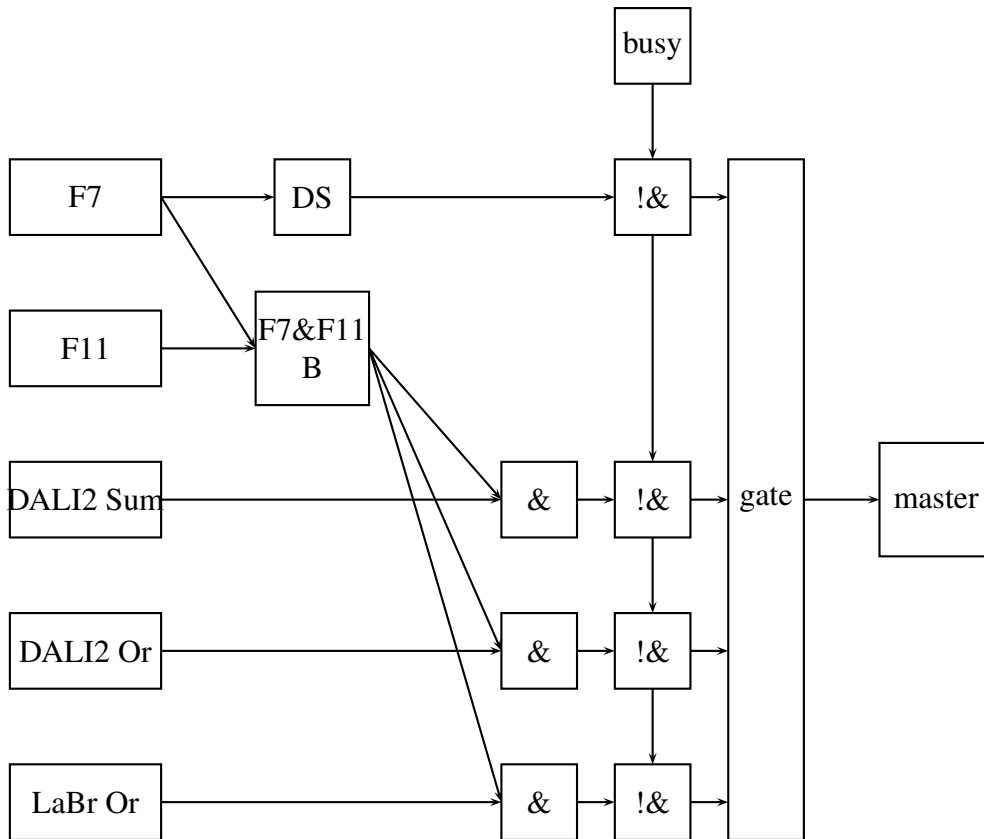 busy
F7
DS
!&
F11
F7&F11
B
DALI2 Sum
&
!&
gate
master
DALI2 Or
&
!&
LaBr Or
&
!&